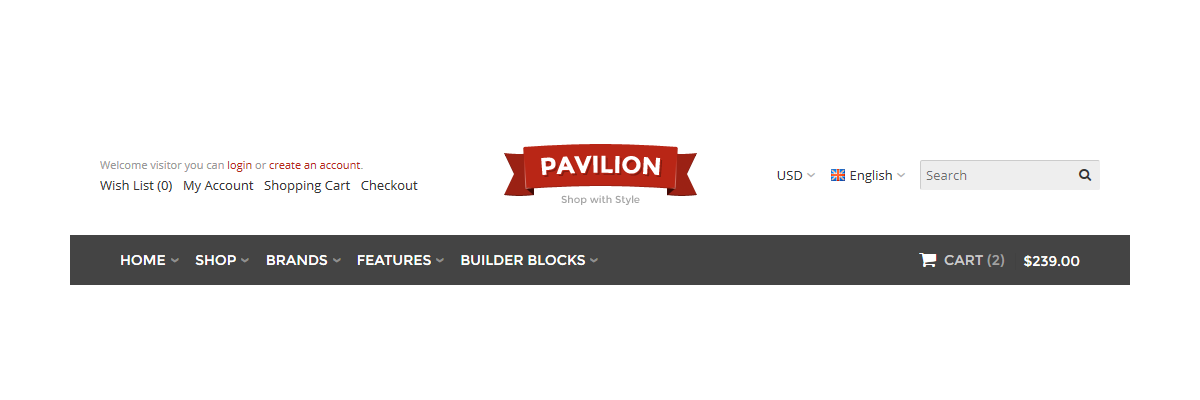 Welcome visitor you can login or create an account.
Wish List (0) My Account Shopping Cart Checkout
PAVILION
Shop with Style
USD English Search
HOME SHOP BRANDS FEATURES BUILDER BLOCKS CART (2) $239.00